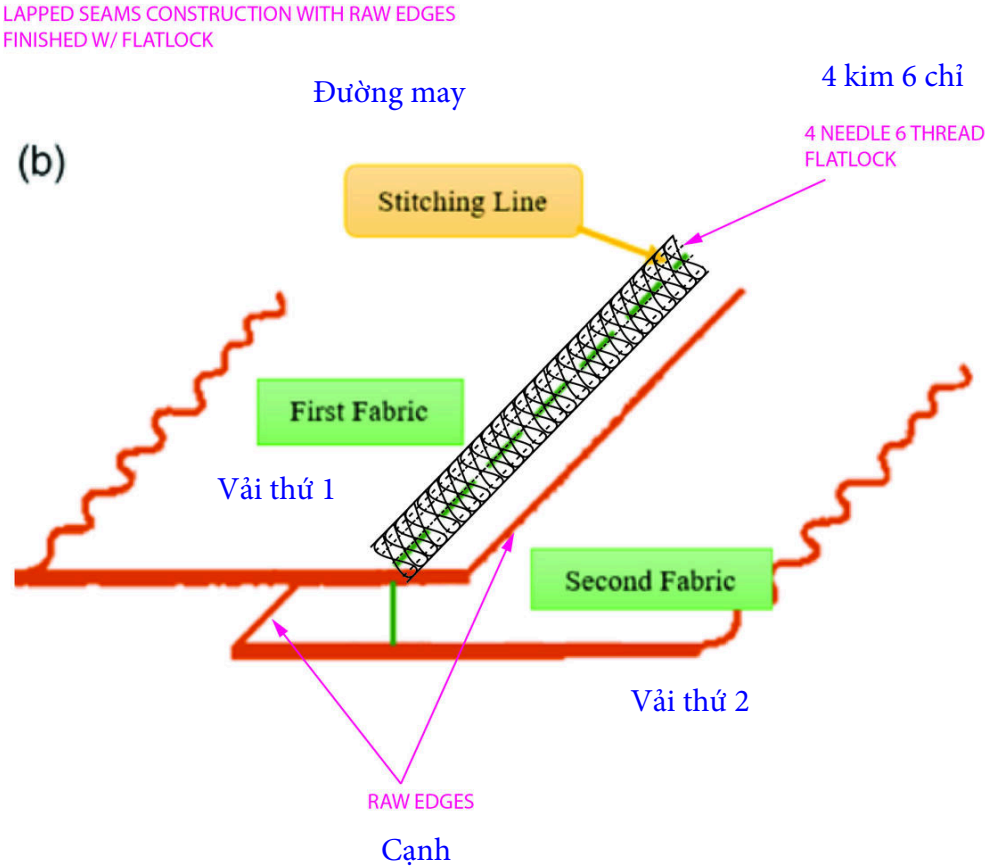 LAPPED SEAMS CONSTRUCTION WITH RAW EDGES
FINISHED W/ FLATLOCK
Đường may
4 kim 6 chỉ
4 NEEDLE 6 THREAD
FLATLOCK
(b)
Stitching Line
First Fabric
Vải thứ 1
Second Fabric
Vải thứ 2
RAW EDGES
Cạnh